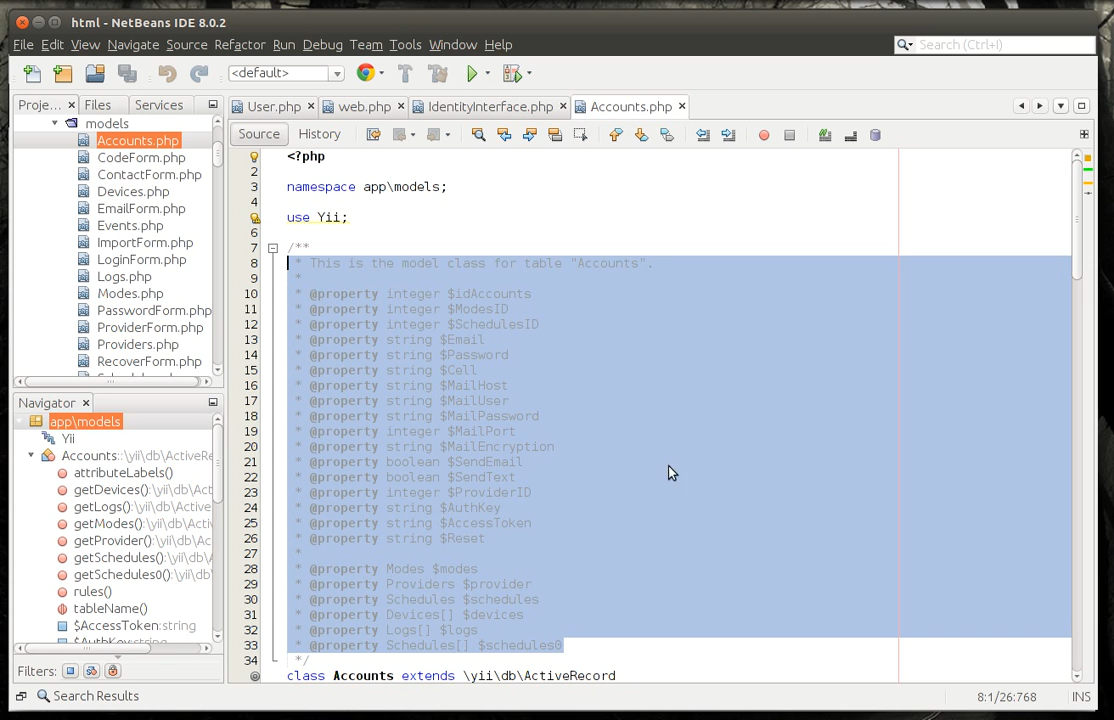 html - NetBeans IDE 8.0.2
File Edit View Navigate Source Refactor Run Debug Team Tools Window Help
Search (Ctrl+I)
<default>
Proje... Files Services
models
Accounts.php
CodeForm.php
ContactForm.php
Devices.php
EmailForm.php
Events.php
ImportForm.php
LoginForm.php
Logs.php
Modes.php
PasswordForm.php
ProviderForm.php
Providers.php
RecoverForm.php
Navigator
app\models
Yii
Accounts::\yii\db\ActiveRe
attributeLabels()
getDevices():\yii\db\Act
getLogs():\yii\db\Active
getModes():\yii\db\Activ
getProvider():\yii\db\Ac
getSchedules():\yii\db\A
getSchedules0():\yii\db\
rules()
tableName()
$AccessToken:string
$AuthKey:string
Filters:
Search Results
User.php web.php IdentityInterface.php Accounts.php
Source History
<?php
2
3 namespace app\models;
4
use Yii;
6
7 /**
8 * This is the model class for table "Accounts".
9 *
10 * @property integer $idAccounts
11 * @property integer $ModesID
12 * @property integer $SchedulesID
13 * @property string $Email
14 * @property string $Password
15 * @property string $Cell
16 * @property string $MailHost
17 * @property string $MailUser
18 * @property string $MailPassword
19 * @property integer $MailPort
20 * @property string $MailEncryption
21 * @property boolean $SendEmail
22 * @property boolean $SendText
23 * @property integer $ProviderID
24 * @property string $AuthKey
25 * @property string $AccessToken
26 * @property string $Reset
27 *
28 * @property Modes $modes
29 * @property Providers $provider
30 * @property Schedules $schedules
31 * @property Devices[] $devices
32 * @property Logs[] $logs
33 * @property Schedules[] $schedules0
34 */
class Accounts extends \yii\db\ActiveRecord
8:1/26:768 INS